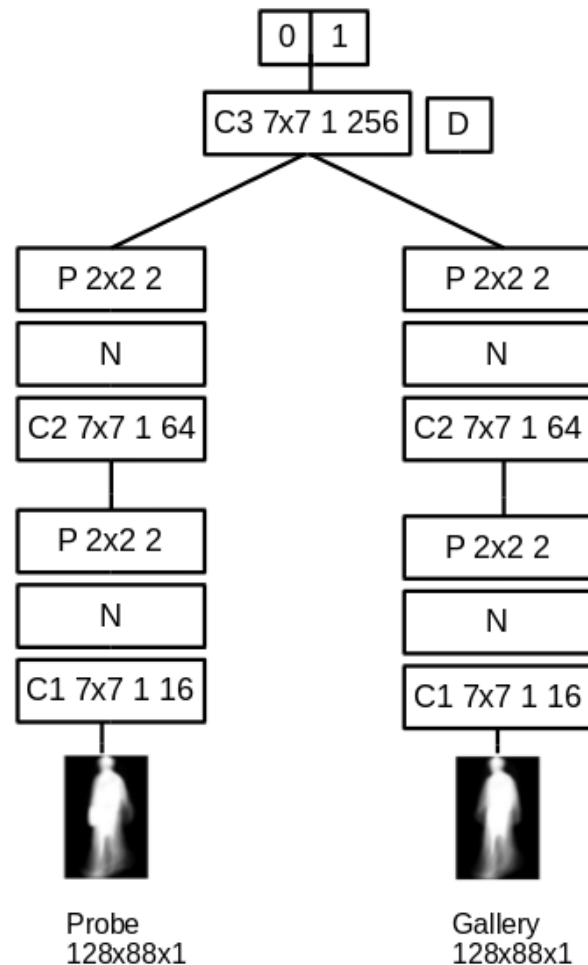 0 1
C3 7x7 1 256 D
P 2x2 2 P 2x2 2
N N
C2 7x7 1 64 C2 7x7 1 64
P 2x2 2 P 2x2 2
N N
C1 7x7 1 16 C1 7x7 1 16
Probe Gallery
128x88x1 128x88x1